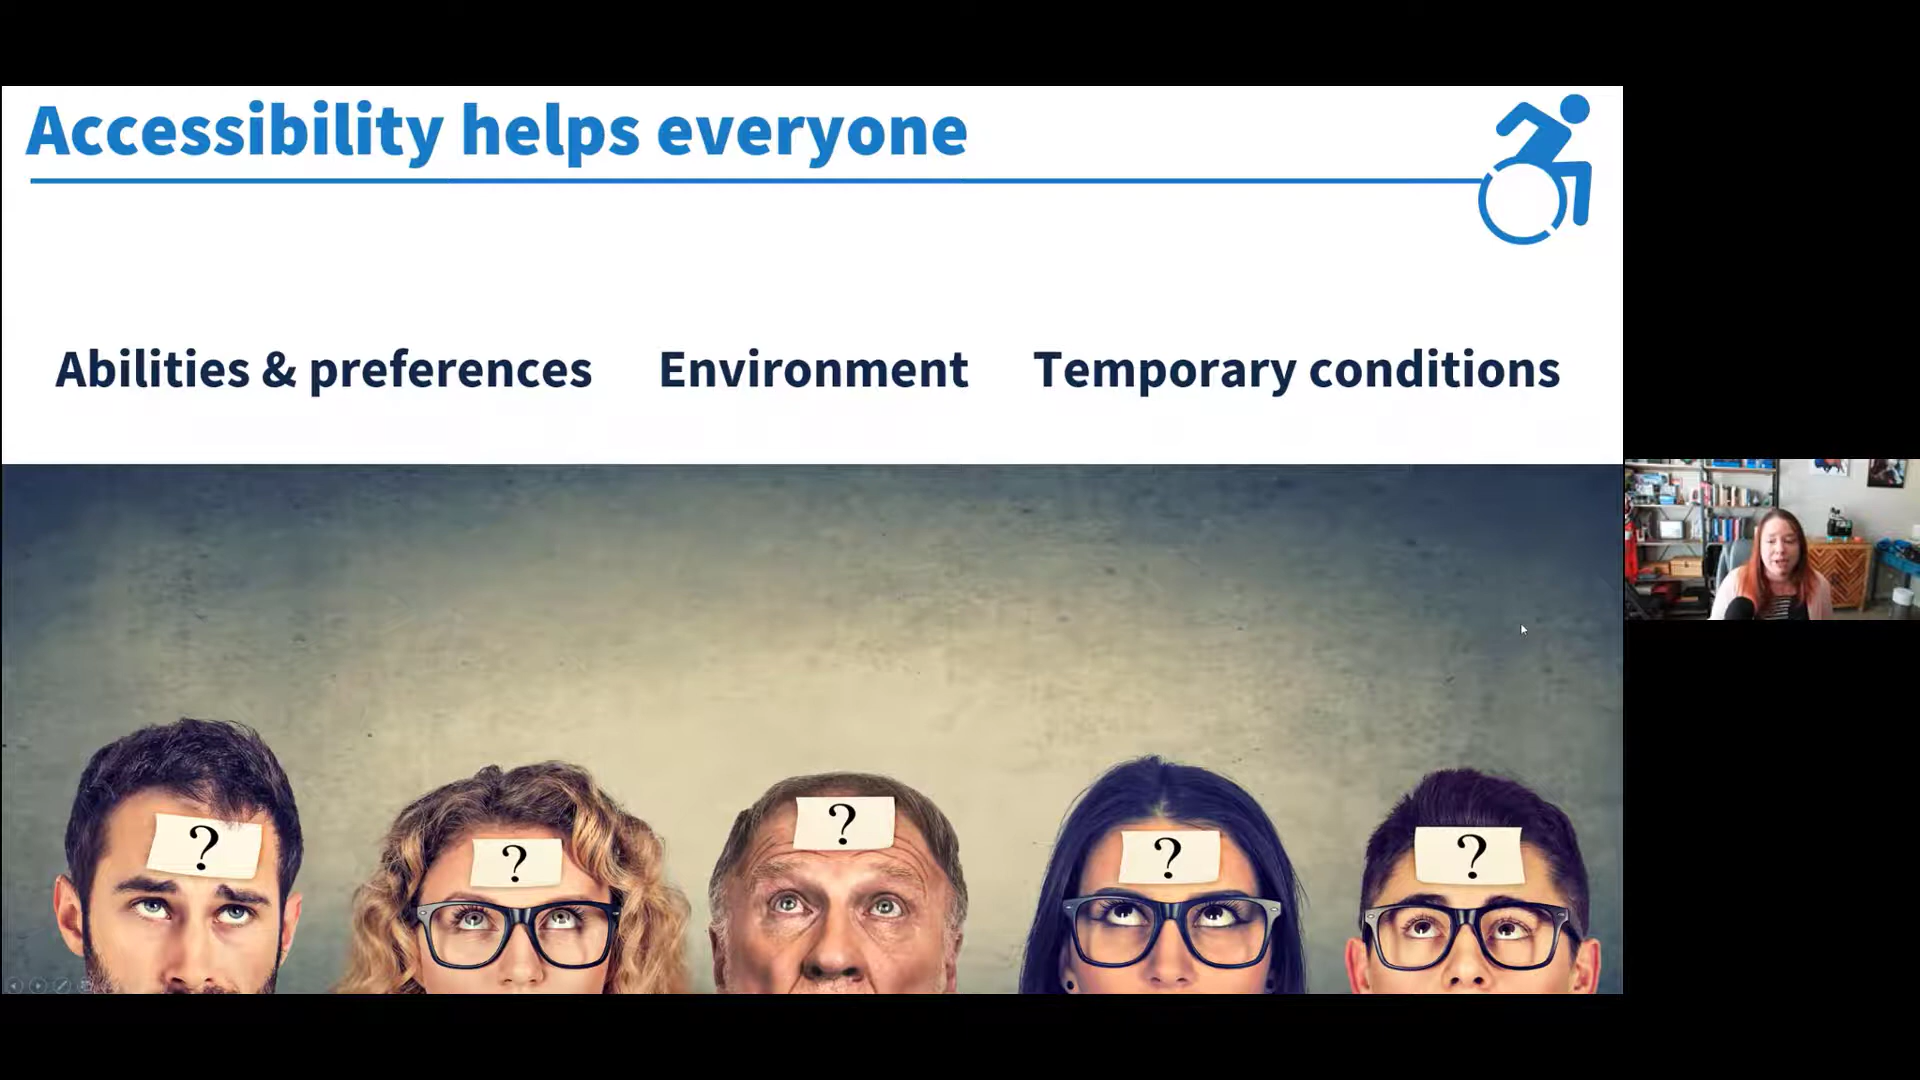 Accessibility helps everyone
Abilities & preferences Environment Temporary conditions
? ? ? ? ?